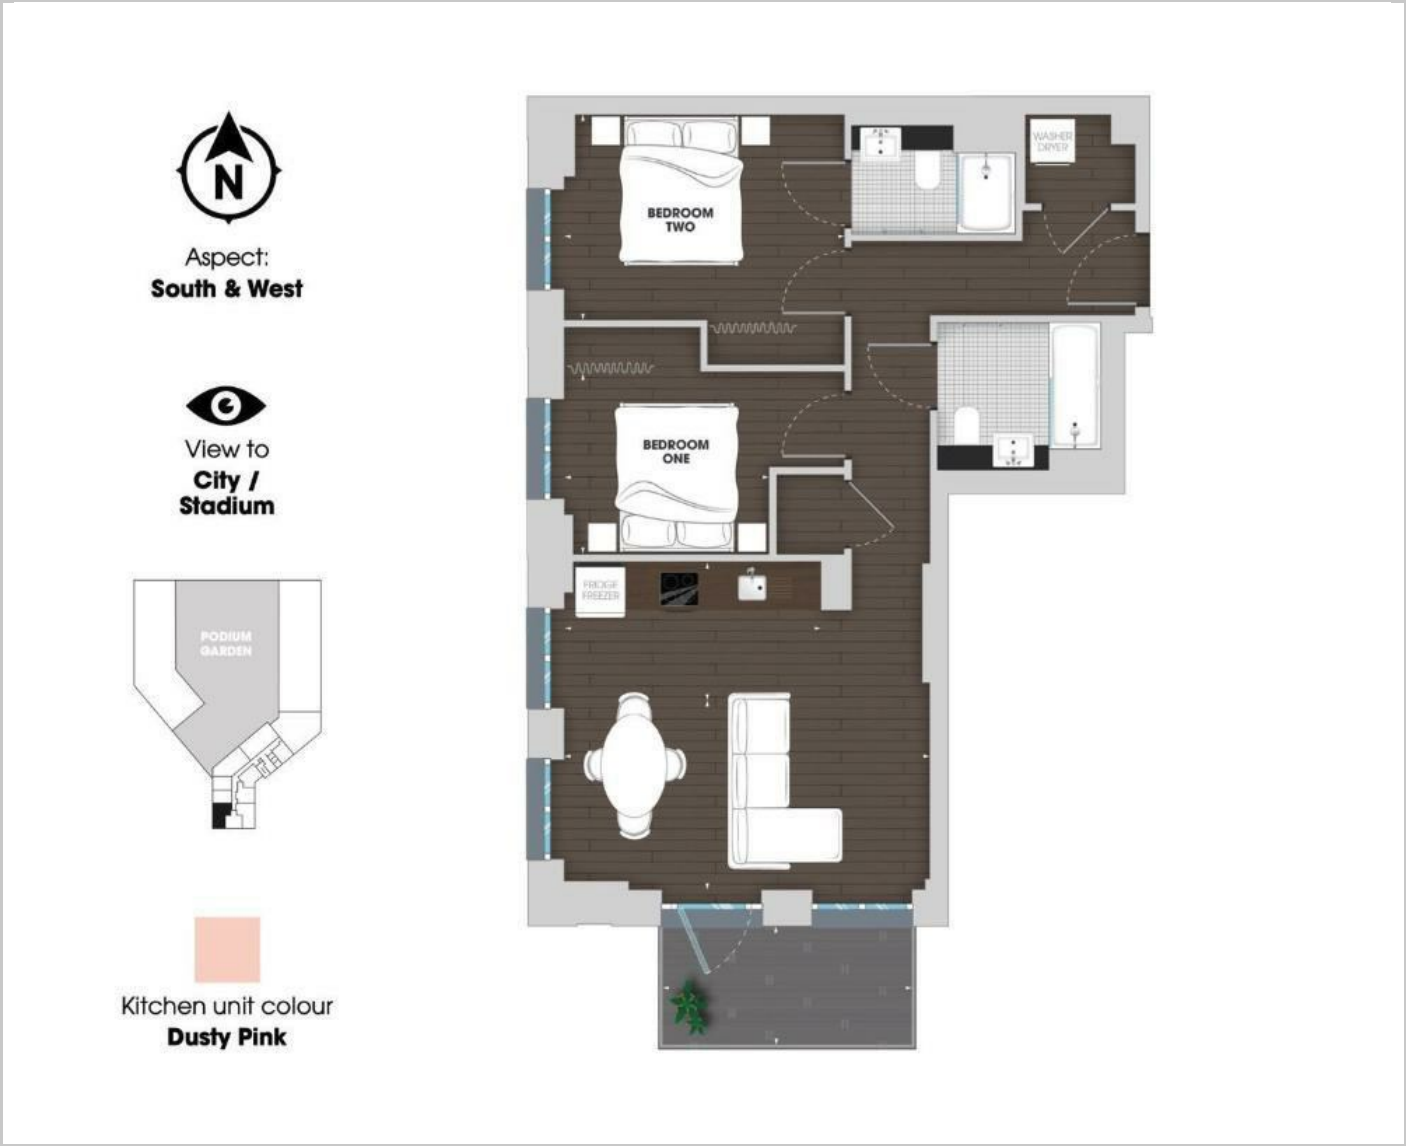 N
Aspect:
South & West
View to
City /
Stadium
PODIUM
GARDEN
Kitchen unit colour
Dusty Pink
BEDROOM
TWO
WASHER
DRYER
BEDROOM
ONE
FRIDGE
FREEZER